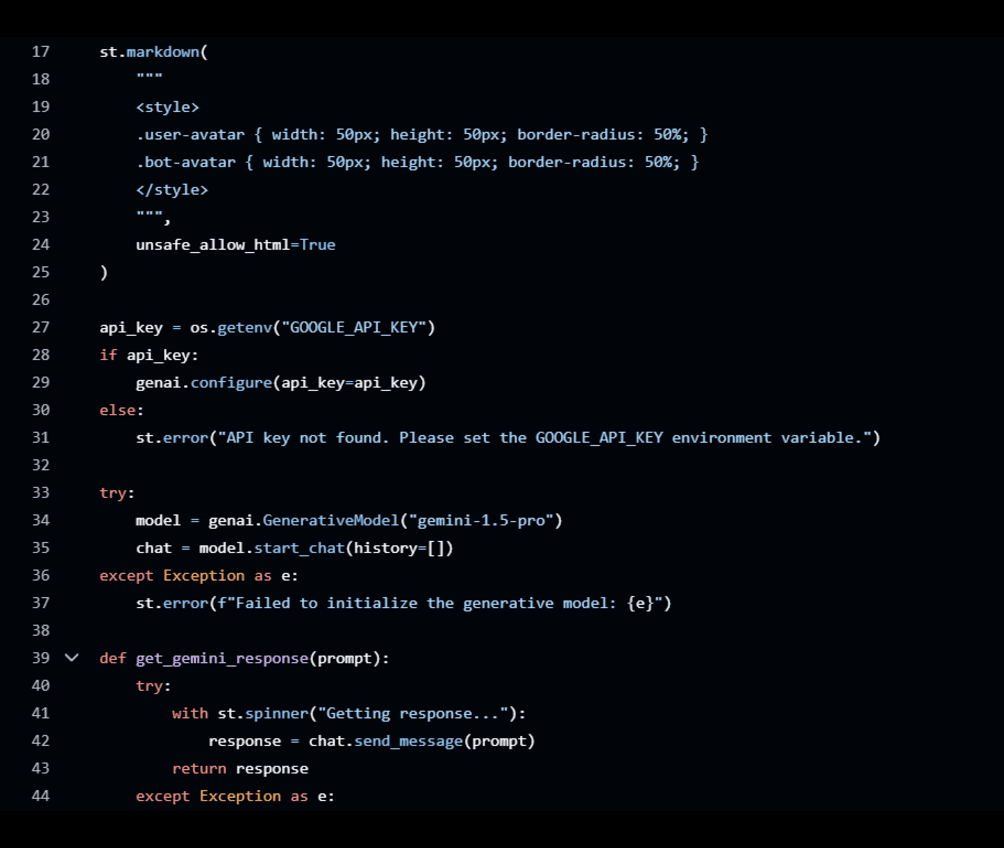 17 st.markdown(
18 """
19 <style>
20 .user-avatar { width: 50px; height: 50px; border-radius: 50%; }
21 .bot-avatar { width: 50px; height: 50px; border-radius: 50%; }
22 </style>
23 """,
24 unsafe_allow_html=True
25 )
26
27 api_key = os.getenv("GOOGLE_API_KEY")
28 if api_key:
29 genai.configure(api_key=api_key)
30 else:
31 st.error("API key not found. Please set the GOOGLE_API_KEY environment variable.")
32
33 try:
34 model = genai.GenerativeModel("gemini-1.5-pro")
35 chat = model.start_chat(history=[])
36 except Exception as e:
37 st.error(f"Failed to initialize the generative model: {e}")
38
39 def get_gemini_response(prompt):
40 try:
41 with st.spinner("Getting response..."):
42 response = chat.send_message(prompt)
43 return response
44 except Exception as e: